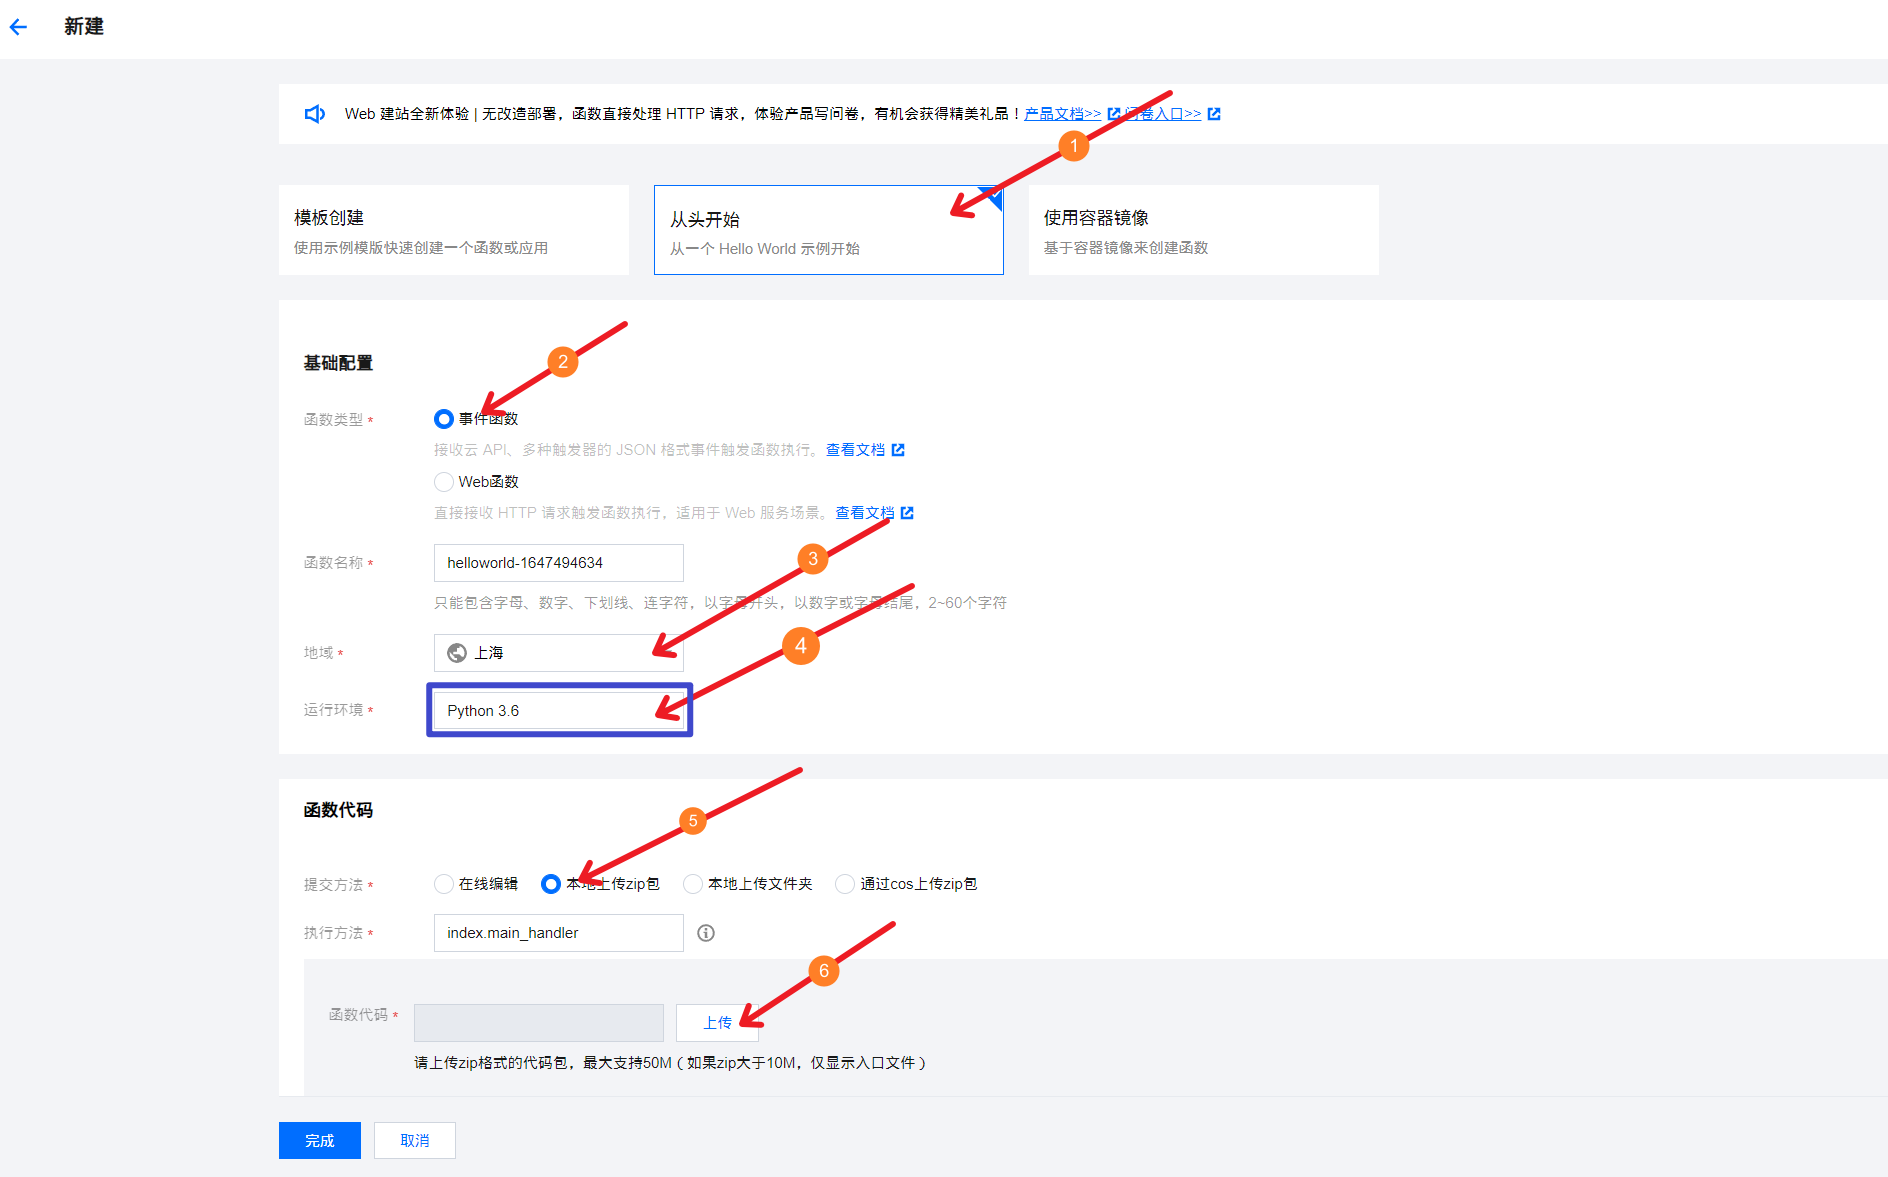 新建
Web 建站全新体验 | 无改造部署，函数直接处理 HTTP 请求，体验产品写问卷，有机会获得精美礼品！产品文档>> 问卷入口>>
1
模板创建
使用示例模版快速创建一个函数或应用
从头开始
从一个 Hello World 示例开始
使用容器镜像
基于容器镜像来创建函数
2
基础配置
函数类型 *
事件函数
接收云 API、多种触发器的 JSON 格式事件触发函数执行。查看文档
Web函数
直接接收 HTTP 请求触发函数执行，适用于 Web 服务场景。查看文档
3
函数名称 *
helloworld-1647494634
只能包含字母、数字、下划线、连字符，以字母开头，以数字或字母结尾，2~60个字符
4
地域 *
上海
运行环境 *
Python 3.6
函数代码
5
提交方法 *
在线编辑
本地上传zip包
本地上传文件夹
通过cos上传zip包
执行方法 *
index.main_handler
6
函数代码 *
上传
请上传zip格式的代码包，最大支持50M（如果zip大于10M，仅显示入口文件）
完成
取消